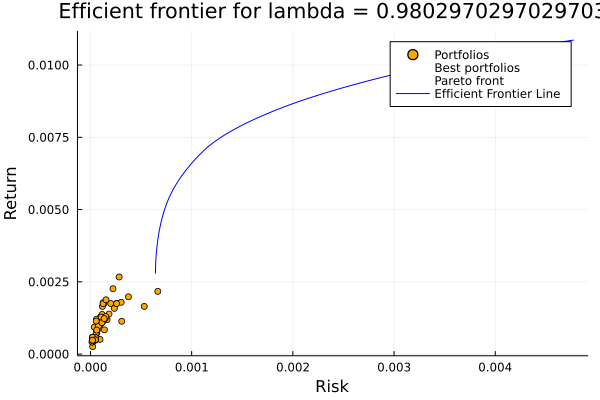 Efficient frontier for lambda = 0.9802970297029703
Portfolios
Best portfolios
Pareto front
Efficient Frontier Line
Return
0.0100
0.0075
0.0050
0.0025
0.0000
0.000
0.001
0.002
0.003
0.004
Risk